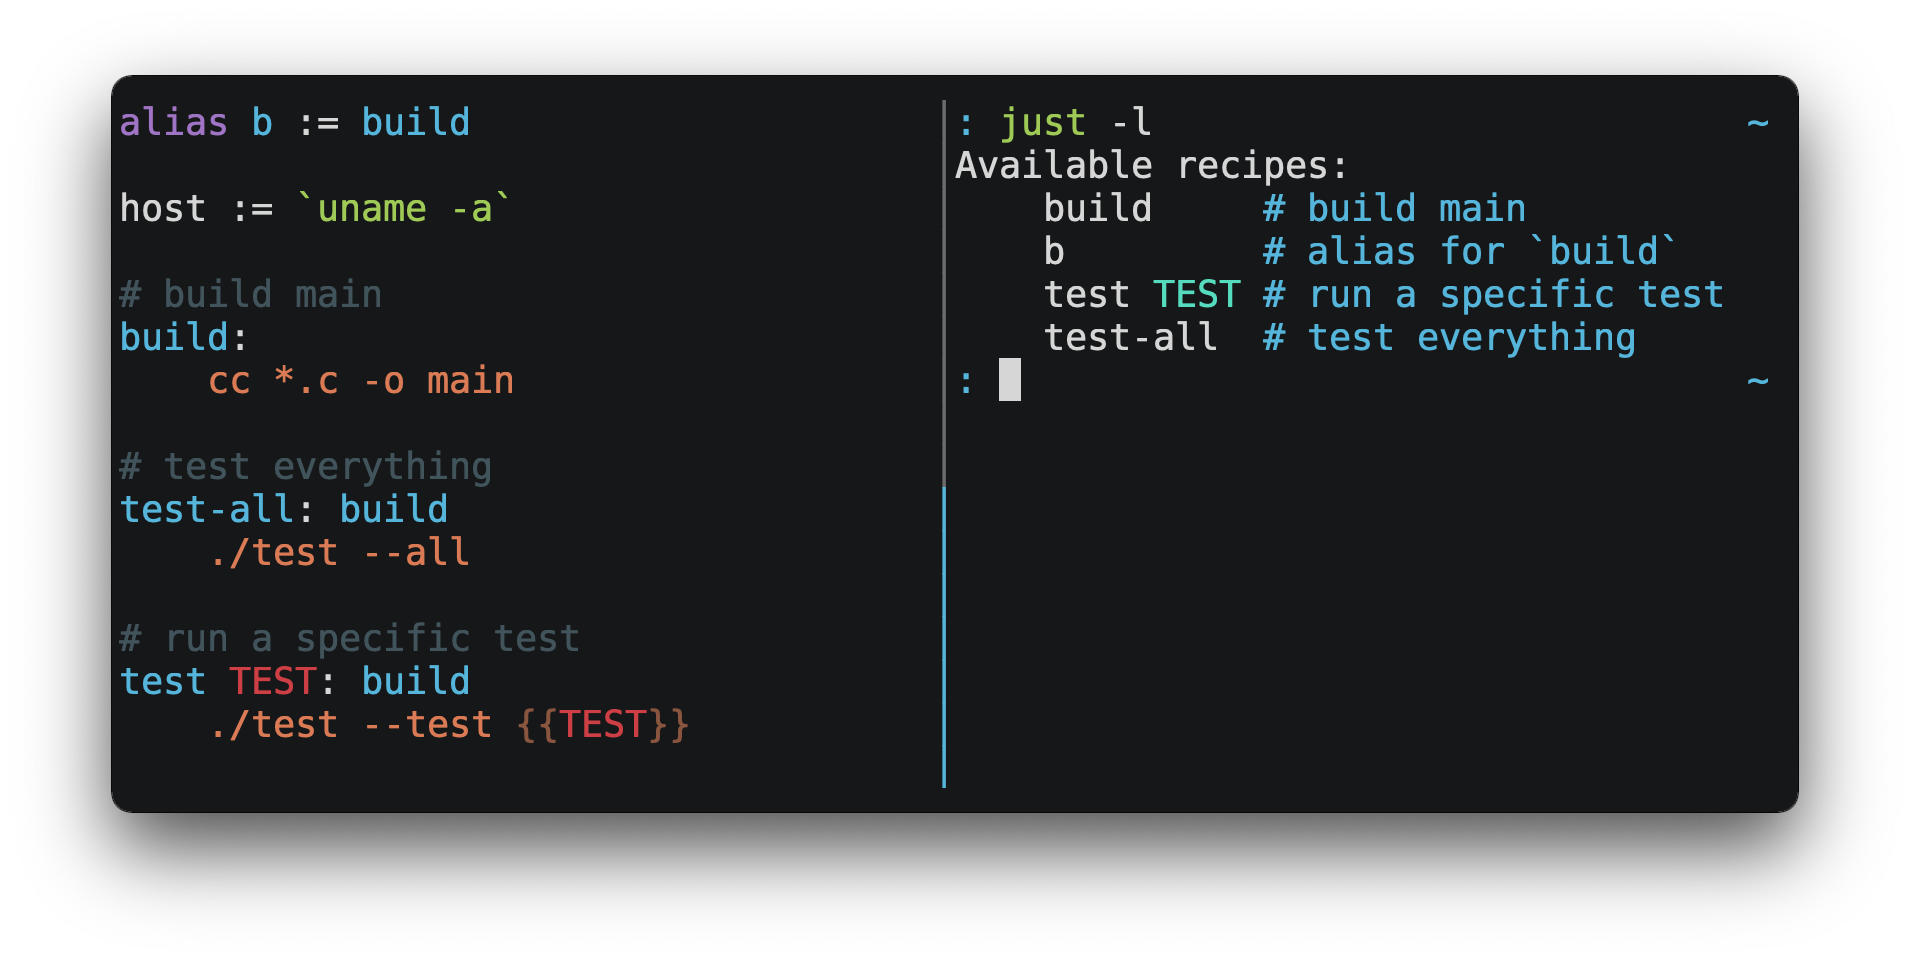 alias b := build
host := `uname -a`
# build main
build:
    cc *.c -o main
# test everything
test-all: build
    ./test --all
# run a specific test
test TEST: build
    ./test --test {{TEST}}
: just -l ~
Available recipes:
    build     # build main
    b         # alias for `build`
    test TEST # run a specific test
    test-all  # test everything
: ~